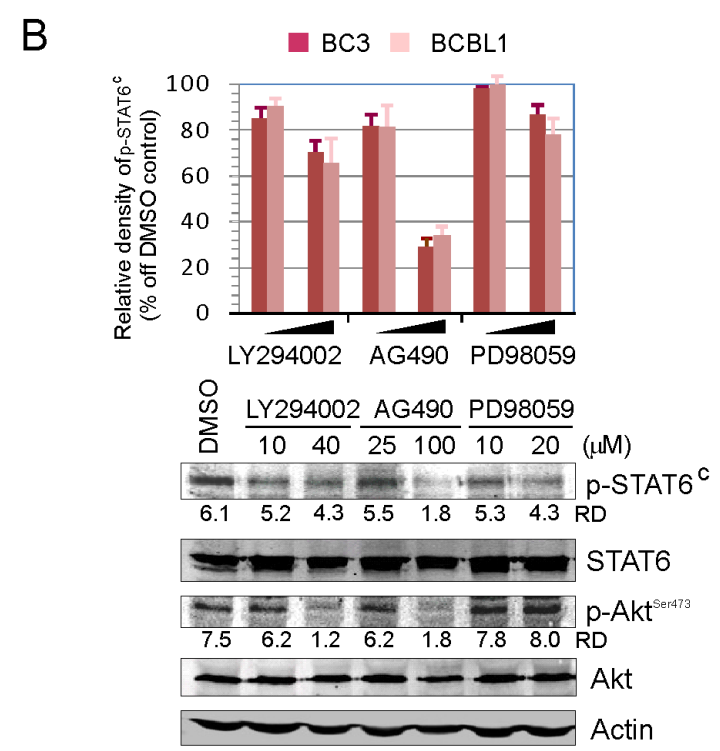 B
BC3 BCBL1
Relative density of p-STAT6c
(% off DMSO control)
100
80
60
40
20
0
LY294002 AG490 PD98059
DMSO LY294002 AG490 PD98059
10 40 25 100 10 20 (μM)
p-STAT6c
6.1 5.2 4.3 5.5 1.8 5.3 4.3 RD
STAT6
p-AktSer473
7.5 6.2 1.2 6.2 1.8 7.8 8.0 RD
Akt
Actin